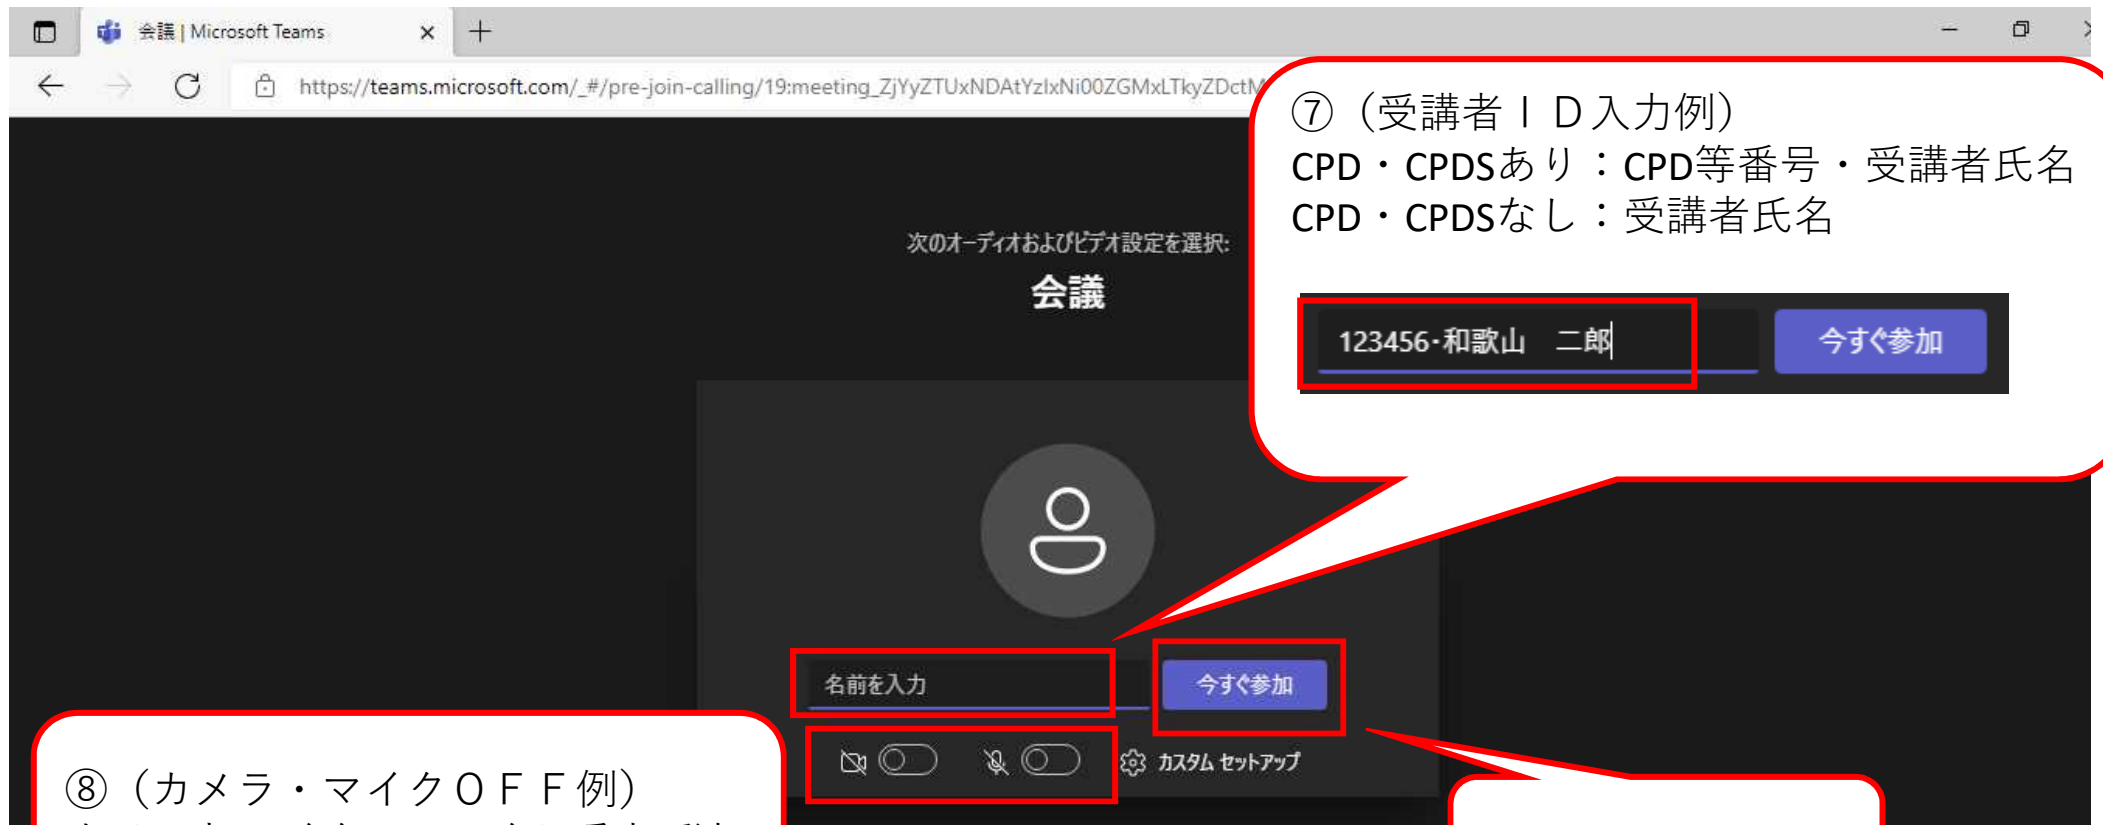 会議 | Microsoft Teams
https://teams.microsoft.com/_#/pre-join-calling/19:meeting_ZjYyZTUxNDAtYzIxNi00ZGMxLTkyZDctM
⑦（受講者ＩＤ入力例）
CPD・CPDSあり：CPD等番号・受講者氏名
CPD・CPDSなし：受講者氏名
123456・和歌山　二郎
今すぐ参加
次のオーディオおよびビデオ設定を選択:
会議
名前を入力
今すぐ参加
カスタム セットアップ
⑧（カメラ・マイクＯＦＦ例）